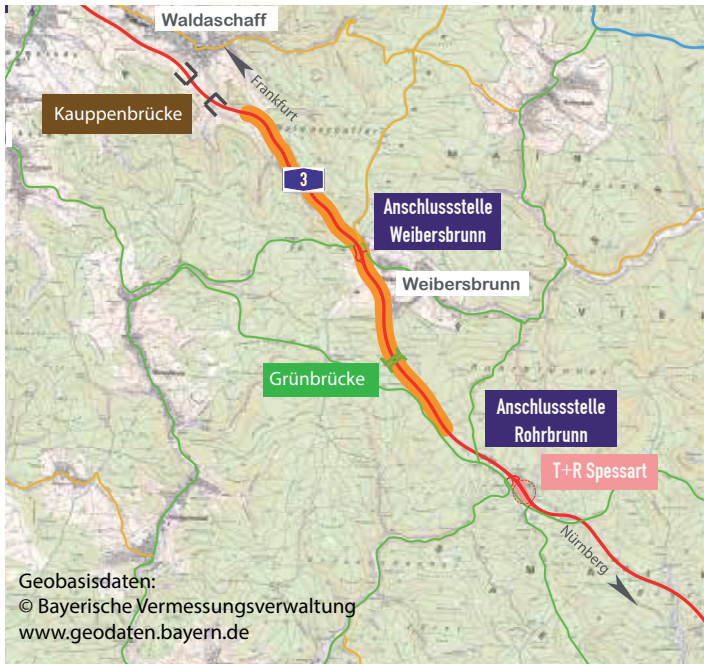 Waldaschaff
Kauppenbrücke
Frankfurt
3
Anschlussstelle
Weibersbrunn
Weibersbrunn
Grünbrücke
Anschlussstelle
Rohrbrunn
T+R Spessart
Nürnberg
Geobasisdaten:
© Bayerische Vermessungsverwaltung
www.geodaten.bayern.de